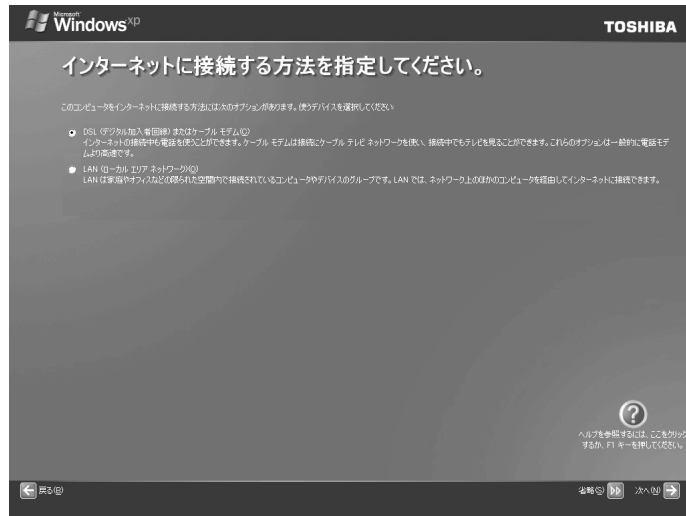 Microsoft
Windows xp
TOSHIBA
インターネットに接続する方法を指定してください。
このコンピュータをインターネットに接続する方法には次のオプションがあります。使うデバイスを選択してください
DSL (デジタル加入者回線) またはケーブル モデム(D)
インターネットの接続中も電話を使うことができます。ケーブル モデムは接続にケーブル テレビ ネットワークを使い、接続中でもテレビを見ることができます。これらのオプションは一般的に電話モデ
ムより高速です。
LAN (ローカル エリア ネットワーク)(O)
LAN は家庭やオフィスなどの限られた空間内で接続されているコンピュータやデバイスのグループです。LAN では、ネットワーク上のほかのコンピュータを経由してインターネットに接続できます。
ヘルプを参照するには、ここをクリック
するか、F1 キーを押してください。
戻る(B)
省略(S)
次へ(N)